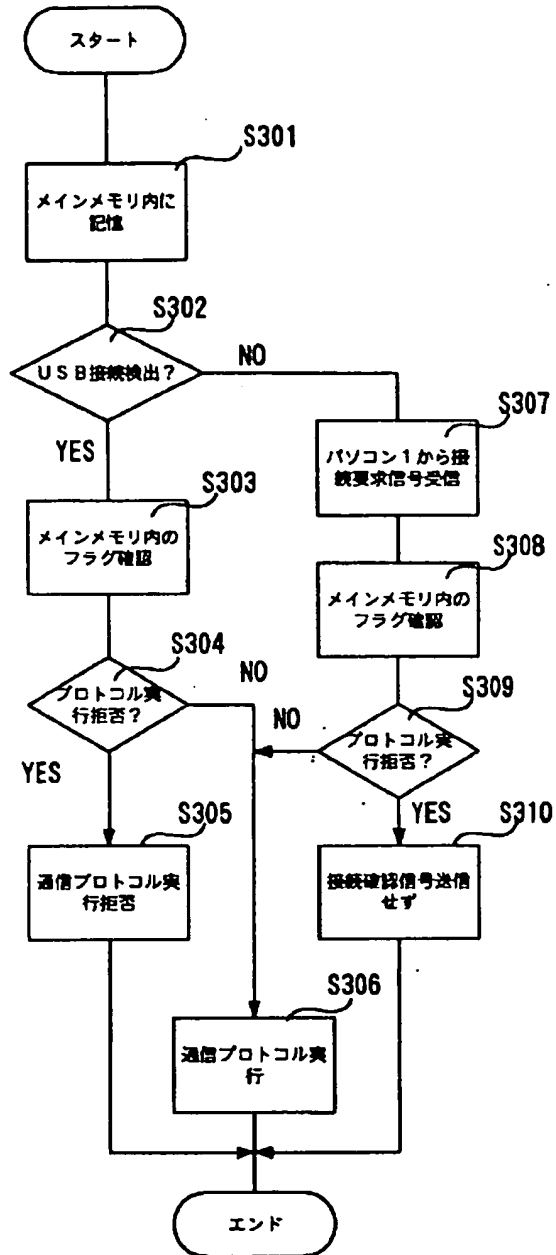 スタート
S301
メインメモリ内に
記憶
S302
USB接続検出？
NO
YES
S303
メインメモリ内の
フラグ確認
S304
プロトコル実
行拒否？
NO
YES
S305
通信プロトコル実
行拒否
S307
パソコン1から接
続要求信号受信
S308
メインメモリ内の
フラグ確認
S309
プロトコル実
行拒否？
NO
YES
S310
接続確認信号送信
せず
S306
通信プロトコル実
行
エンド